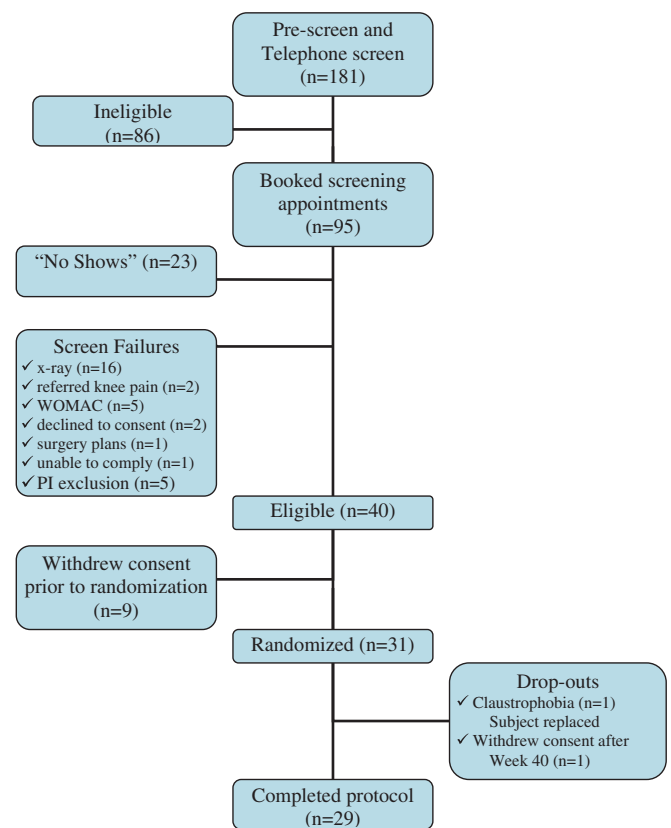 Pre-screen and
Telephone screen
(n=181)
Ineligible
(n=86)
Booked screening
appointments
(n=95)
“No Shows” (n=23)
Screen Failures
✓ x-ray (n=16)
✓ referred knee pain (n=2)
✓ WOMAC (n=5)
✓ declined to consent (n=2)
✓ surgery plans (n=1)
✓ unable to comply (n=1)
✓ PI exclusion (n=5)
Eligible (n=40)
Withdrew consent
prior to randomization
(n=9)
Randomized (n=31)
Drop-outs
✓ Claustrophobia (n=1)
Subject replaced
✓ Withdrew consent after
Week 40 (n=1)
Completed protocol
(n=29)